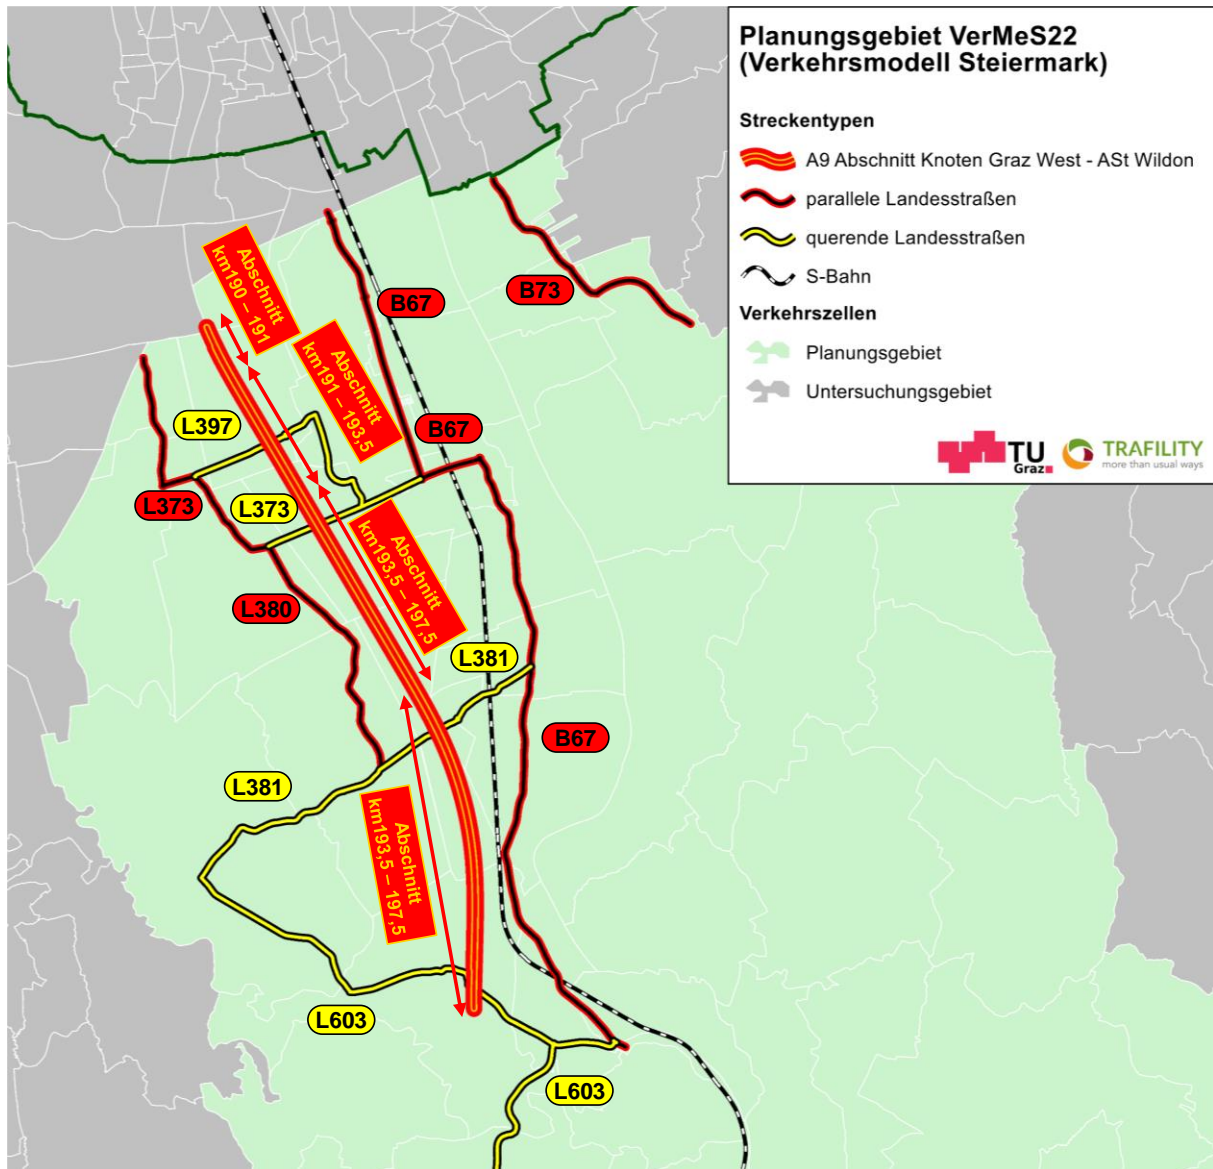 Planungsgebiet VerMeS22
(Verkehrsmodell Steiermark)
Streckentypen
A9 Abschnitt Knoten Graz West - ASt Wildon
parallele Landesstraßen
querende Landesstraßen
S-Bahn
Verkehrszellen
Planungsgebiet
Untersuchungsgebiet
TU
Graz
TRAFILITY
more than usual ways
Abschnitt
km190 – 191
B67
B73
Abschnitt
km191 – 193,5
L397
B67
L373
L373
Abschnitt
km193,5 – 197,5
L380
L381
B67
L381
Abschnitt
km193,5 – 197,5
L603
L603